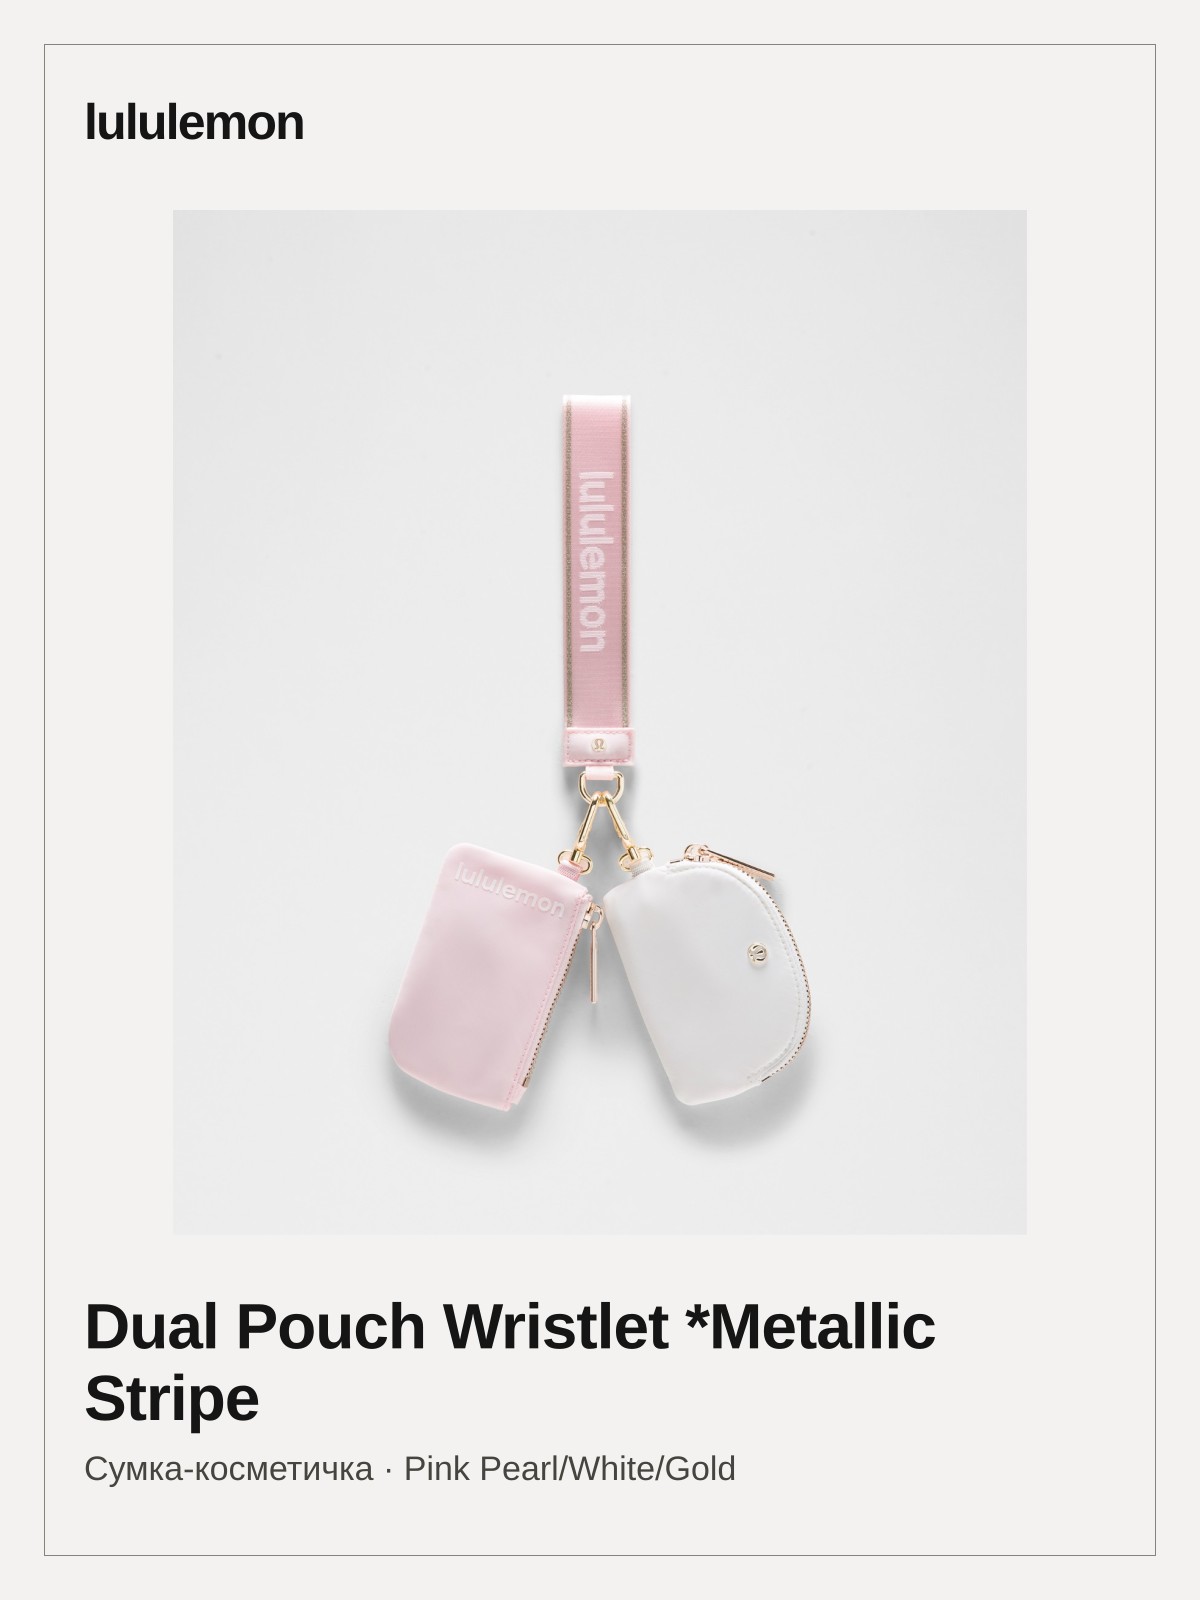 lululemon
lululemon
lululemon
Dual Pouch Wristlet *Metallic
Stripe
Сумка-косметичка · Pink Pearl/White/Gold